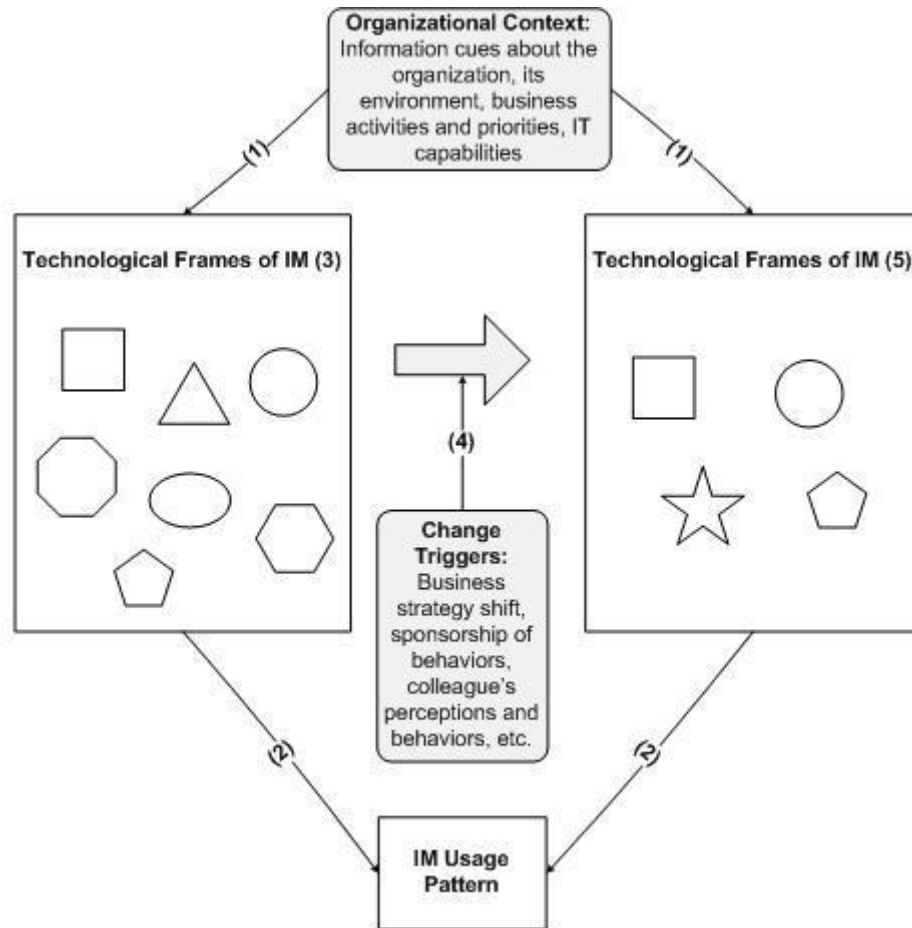 Organizational Context:
Information cues about the
organization, its
environment, business
activities and priorities, IT
capabilities
(1)
(1)
Technological Frames of IM (3)
Technological Frames of IM (5)
(4)
Change
Triggers:
Business
strategy shift,
sponsorship of
behaviors,
colleague's
perceptions and
behaviors, etc.
(2)
(2)
IM Usage
Pattern